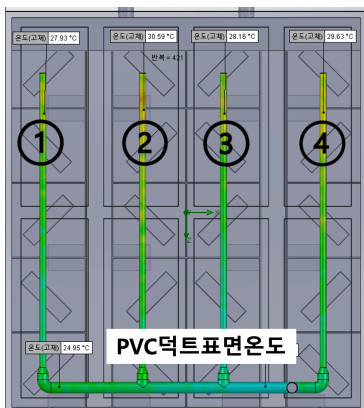 온도(고체) 27.93 °C
온도(고체) 30.59 °C
온도(고체) 28.16 °C
온도(고체) 29.63 °C
반복 = 421
1
2
3
4
X
Z
PVC덕트표면온도
온도(고체) 24.95 °C